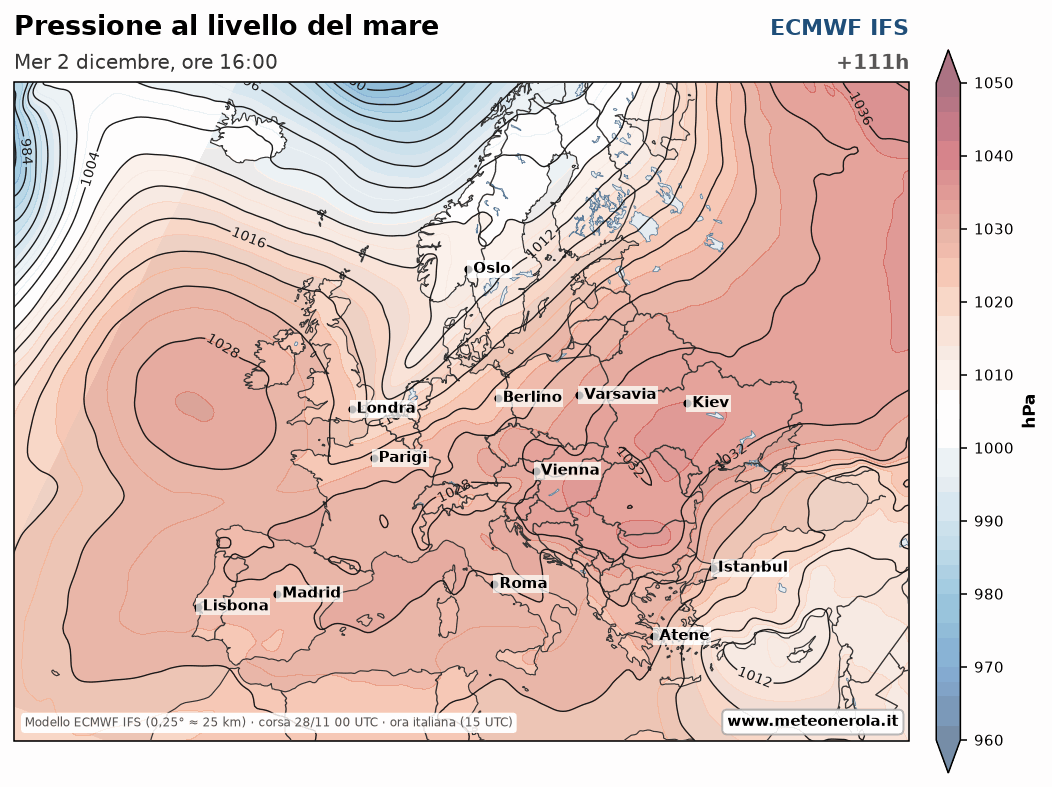 Pressione al livello del mare
ECMWF IFS
Mer 2 dicembre, ore 16:00
+111h
984
1004
1016
1012
1036
1028
1028
1032
1032
1012
Oslo
Londra
Berlino
Varsavia
Kiev
Parigi
Vienna
Istanbul
Roma
Madrid
Lisbona
Atene
Modello ECMWF IFS (0,25° ≈ 25 km) · corsa 28/11 00 UTC · ora italiana (15 UTC)
www.meteonerola.it
1050
1040
1030
1020
1010
1000
990
980
970
960
hPa